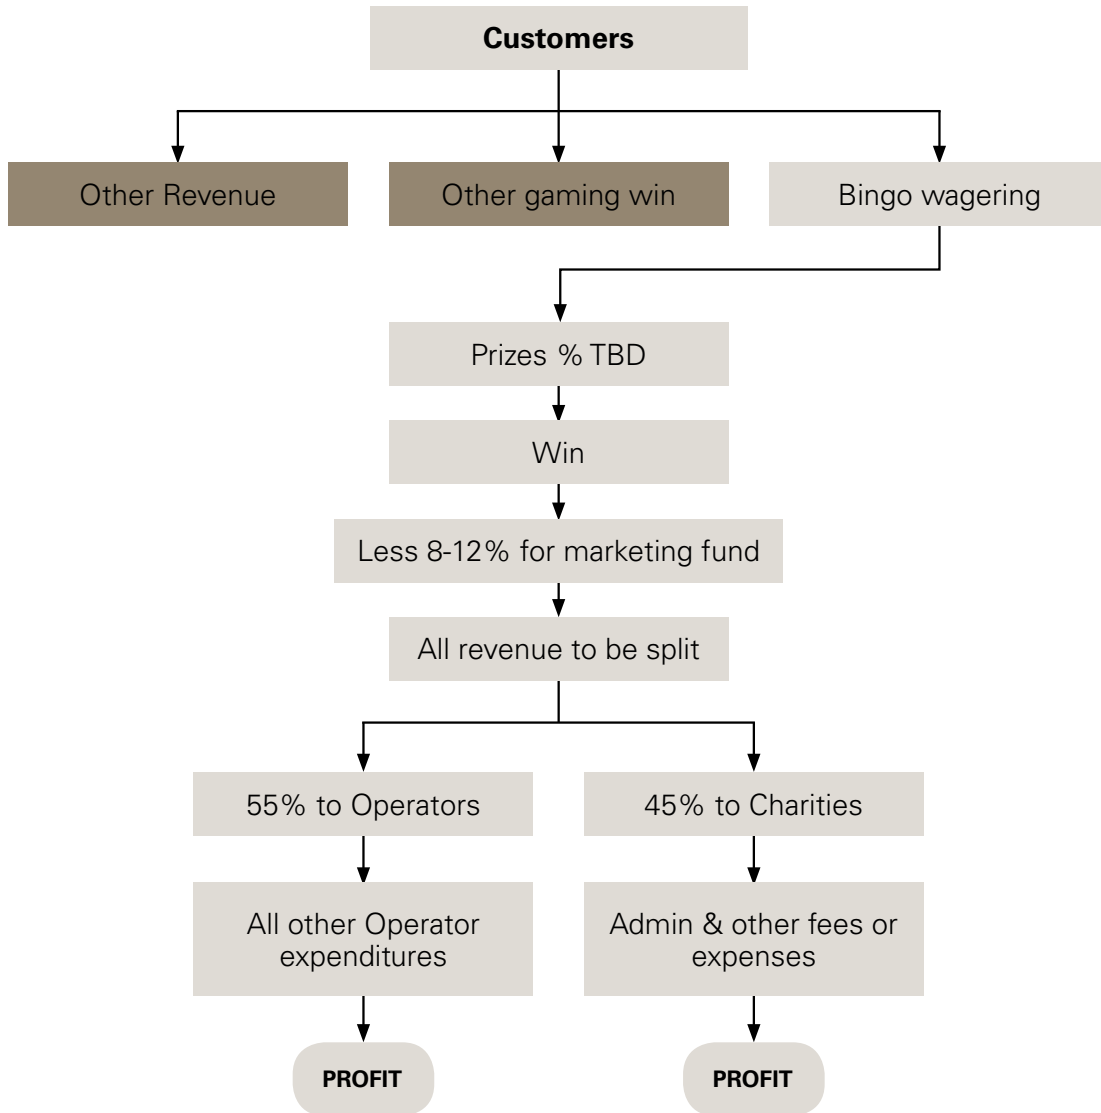 Customers
Other Revenue
Other gaming win
Bingo wagering
Prizes % TBD
Win
Less 8-12% for marketing fund
All revenue to be split
55% to Operators
45% to Charities
All other Operator
expenditures
Admin & other fees or
expenses
PROFIT
PROFIT